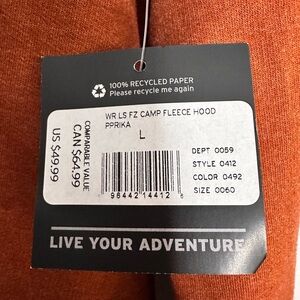 100% RECYCLED PAPER
Please recycle me again
WR LS FZ CAMP FLEECE HOOD
PPRIKA
L
COMPARABLE VALUE
CAN $64.99
US $49.99
DEPT 0059
STYLE 0412
COLOR 0492
SIZE 0060
96442 14412
LIVE YOUR ADVENTURE